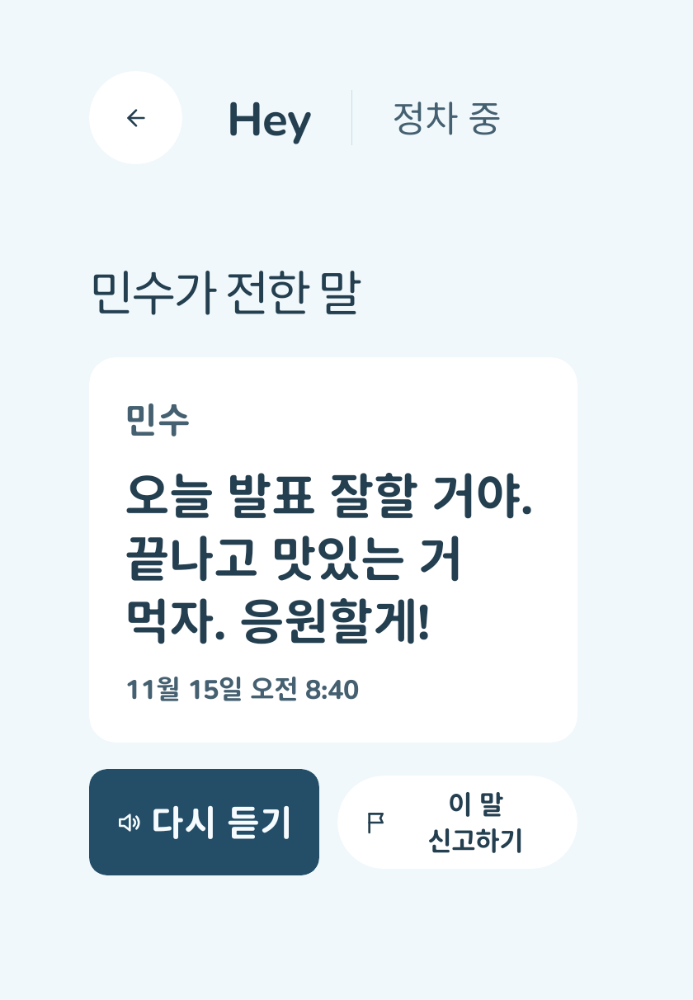 Hey
정차 중
민수가 전한 말
민수
오늘 발표 잘할 거야.
끝나고 맛있는 거
먹자. 응원할게!
11월 15일 오전 8:40
다시 듣기
이 말
신고하기